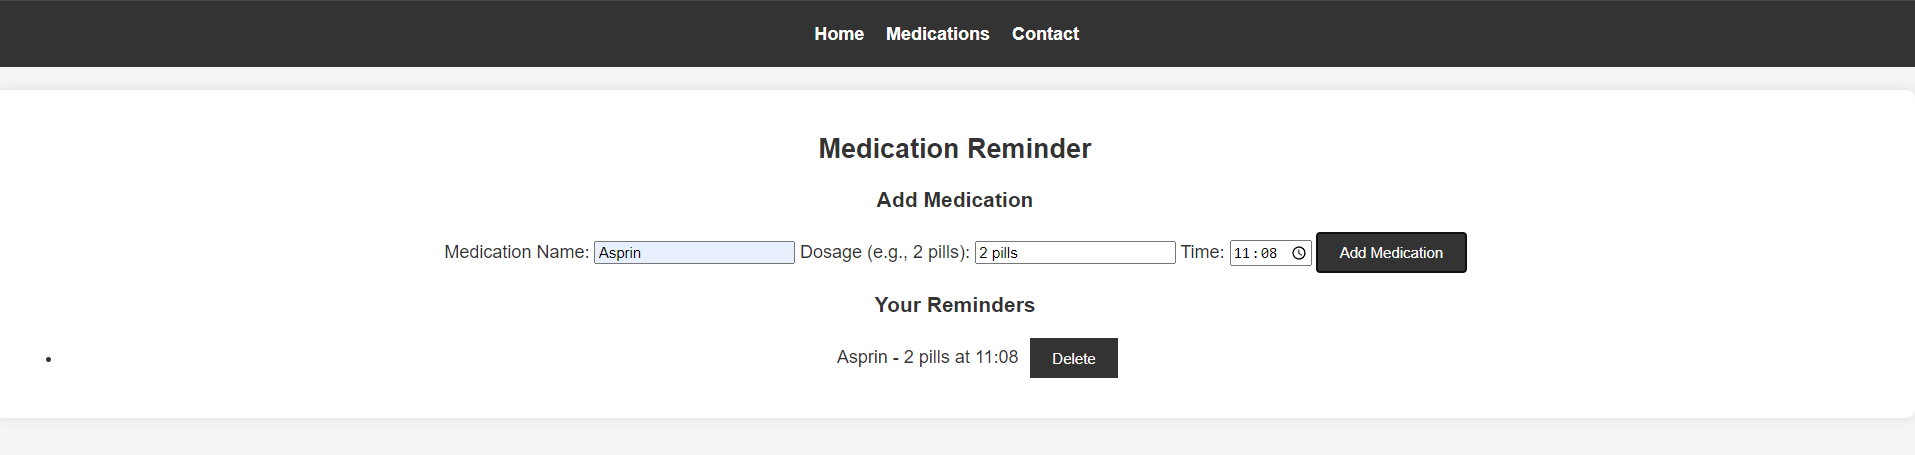 Home Medications Contact
Medication Reminder
Add Medication
Medication Name: Asprin Dosage (e.g., 2 pills): 2 pills Time: 11:08 Add Medication
Your Reminders
• Asprin - 2 pills at 11:08 Delete